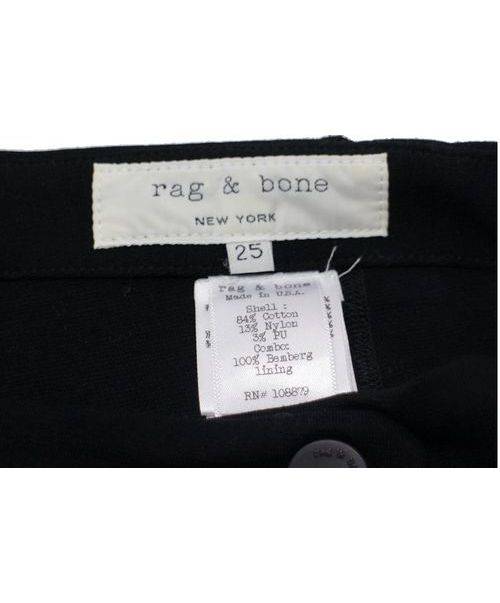 rag & bone
NEW YORK
25
rag & bone
Made in U.S.A.
Shell :
84% Cotton
13% Nylon
3% PU
Combo:
100% Bemberg
lining
RN# 108879